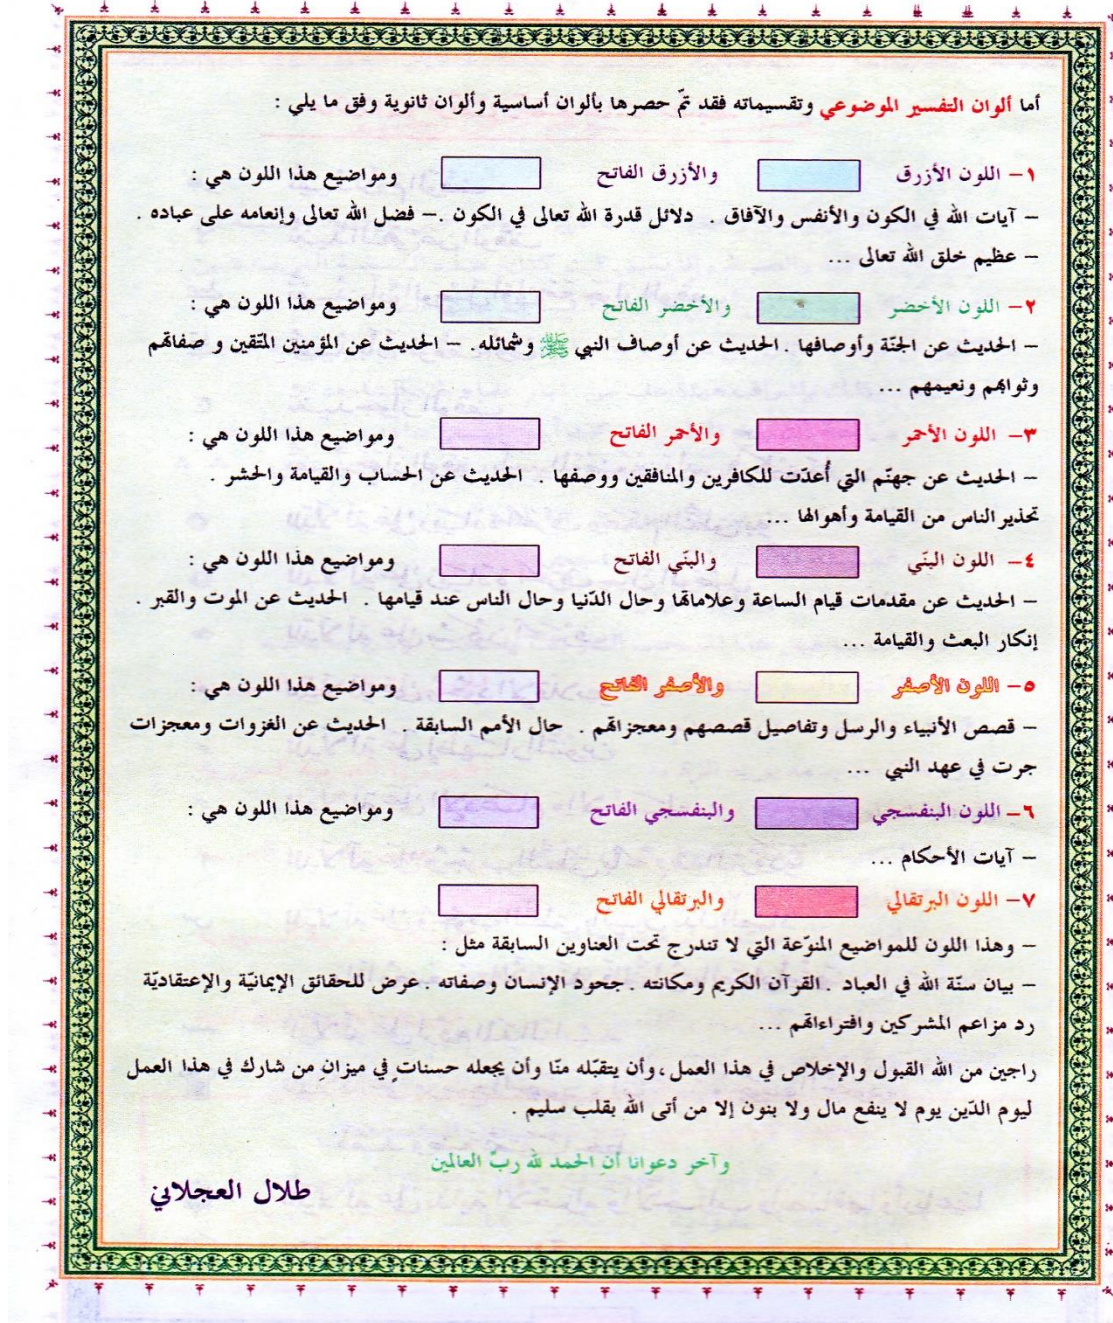 أما ألوان التفسير الموضوعي وتقسيماته فقد تمّ حصرها بألوان أساسية وألوان ثانوية وفق ما يلي :
١- اللون الأزرق والأزرق الفاتح ومواضيع هذا اللون هي :
– آيات الله في الكون والأنفس والآفاق . دلائل قدرة الله تعالى في الكون .– فضل الله تعالى وإنعامه على عباده .
– عظيم خلق الله تعالى ...
٢- اللون الأخضر والأخضر الفاتح ومواضيع هذا اللون هي :
– الحديث عن الجنّة وأوصافها . الحديث عن أوصاف النبي ﷺ وشمائله. – الحديث عن المؤمنين المتّقين و صفاتهم
وثوابهم ونعيمهم ...
٣- اللون الأحمر والأحمر الفاتح ومواضيع هذا اللون هي :
– الحديث عن جهنّم التي أُعدّت للكافرين والمنافقين ووصفها . الحديث عن الحساب والقيامة والحشر .
تحذير الناس من القيامة وأهوالها ...
٤- اللون البنّي والبنّي الفاتح ومواضيع هذا اللون هي :
– الحديث عن مقدمات قيام الساعة وعلاماتها وحال الدّنيا وحال الناس عند قيامها . الحديث عن الموت والقبر .
إنكار البعث والقيامة ...
٥- اللون الأصفر والأصفر الفاتح ومواضيع هذا اللون هي :
– قصص الأنبياء والرسل وتفاصيل قصصهم ومعجزاتهم . حال الأمم السابقة . الحديث عن الغزوات ومعجزات
جرت في عهد النبي ...
٦- اللون البنفسجي والبنفسجي الفاتح ومواضيع هذا اللون هي :
– آيات الأحكام ...
٧- اللون البرتقالي والبرتقالي الفاتح
– وهذا اللون للمواضيع المنوّعة التي لا تندرج تحت العناوين السابقة مثل :
– بيان سنّة الله في العباد . القرآن الكريم ومكانته . جحود الإنسان وصفاته . عرض للحقائق الإيمانيّة والإعتقاديّة
رد مزاعم المشركين وافتراءاتهم ...
راجين من الله القبول والإخلاص في هذا العمل ،وأن يتقبّله منّا وأن يجعله حسناتٍ في ميزانِ من شارك في هذا العمل
ليوم الدّين يوم لا ينفع مال ولا بنون إلا من أتى الله بقلب سليم .
وآخر دعوانا أن الحمد لله ربّ العالمين
طلال العجلاني